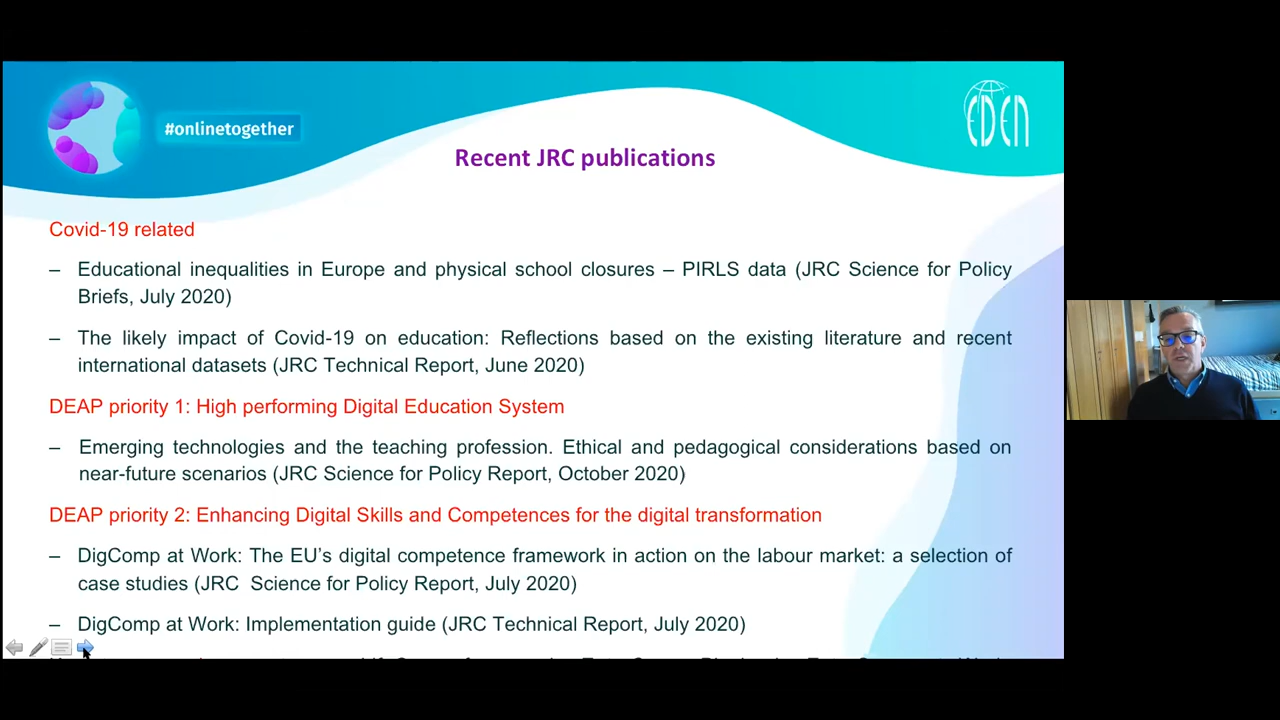 #onlinetogether
EDEN
Recent JRC publications
Covid-19 related
– Educational inequalities in Europe and physical school closures – PIRLS data (JRC Science for Policy
Briefs, July 2020)
– The likely impact of Covid-19 on education: Reflections based on the existing literature and recent
international datasets (JRC Technical Report, June 2020)
DEAP priority 1: High performing Digital Education System
– Emerging technologies and the teaching profession. Ethical and pedagogical considerations based on
near-future scenarios (JRC Science for Policy Report, October 2020)
DEAP priority 2: Enhancing Digital Skills and Competences for the digital transformation
– DigComp at Work: The EU’s digital competence framework in action on the labour market: a selection of
case studies (JRC Science for Policy Report, July 2020)
– DigComp at Work: Implementation guide (JRC Technical Report, July 2020)